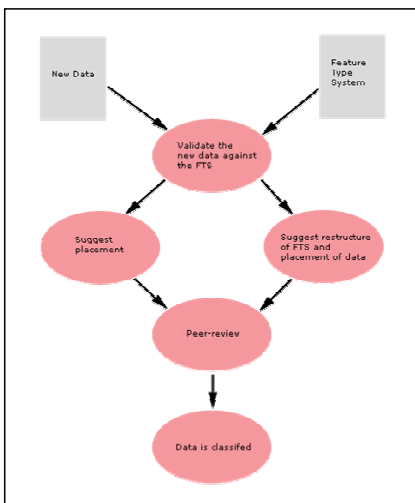 New Data
Feature
Type
System
Validate the
new data against
the FTS
Suggest
placement
Suggest restructure
of FTS and
placement of data
Peer-review
Data is classifed